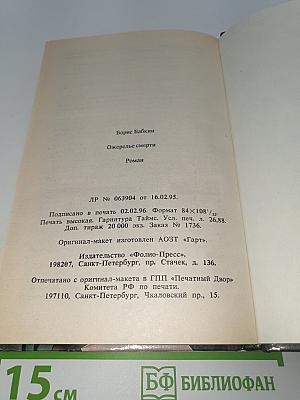 Борис Бабкин
Ожерелье смерти
Роман
ЛР № 063904 от 16.02.95.
Подписано в печать 02.02.96. Формат 84×108¹/₃₂
Печать высокая. Гарнитура Таймс. Усл. печ. л. 26,88.
Доп. тираж 20 000 экз. Заказ № 1736.
Оригинал-макет изготовлен АОЗТ «Гарт».
Издательство «Фолио-Пресс».
198207, Санкт-Петербург, пр. Стачек, д. 136.
Отпечатано с оригинал-макета в ГПП «Печатный Двор»
Комитета РФ по печати.
197110, Санкт-Петербург, Чкаловский пр., 15.
15 см
БФ БИБЛИОФАН